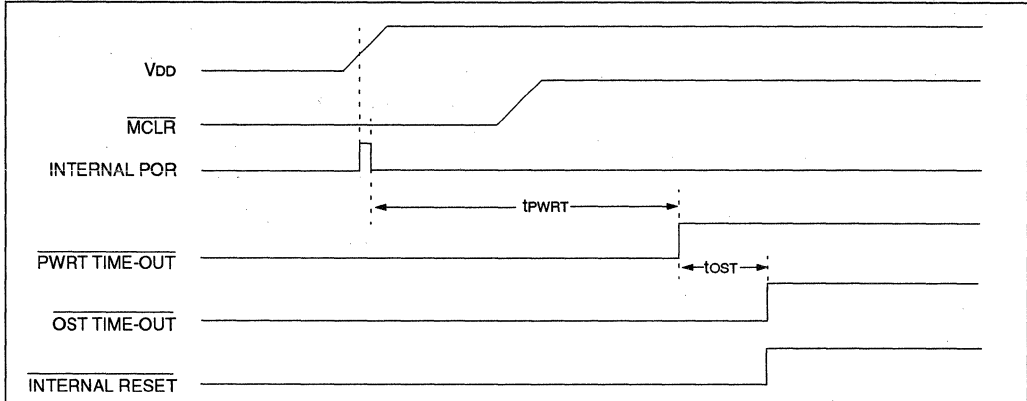 VDD
MCLR
INTERNAL POR
tPWRT
PWRT TIME-OUT
tOST
OST TIME-OUT
INTERNAL RESET